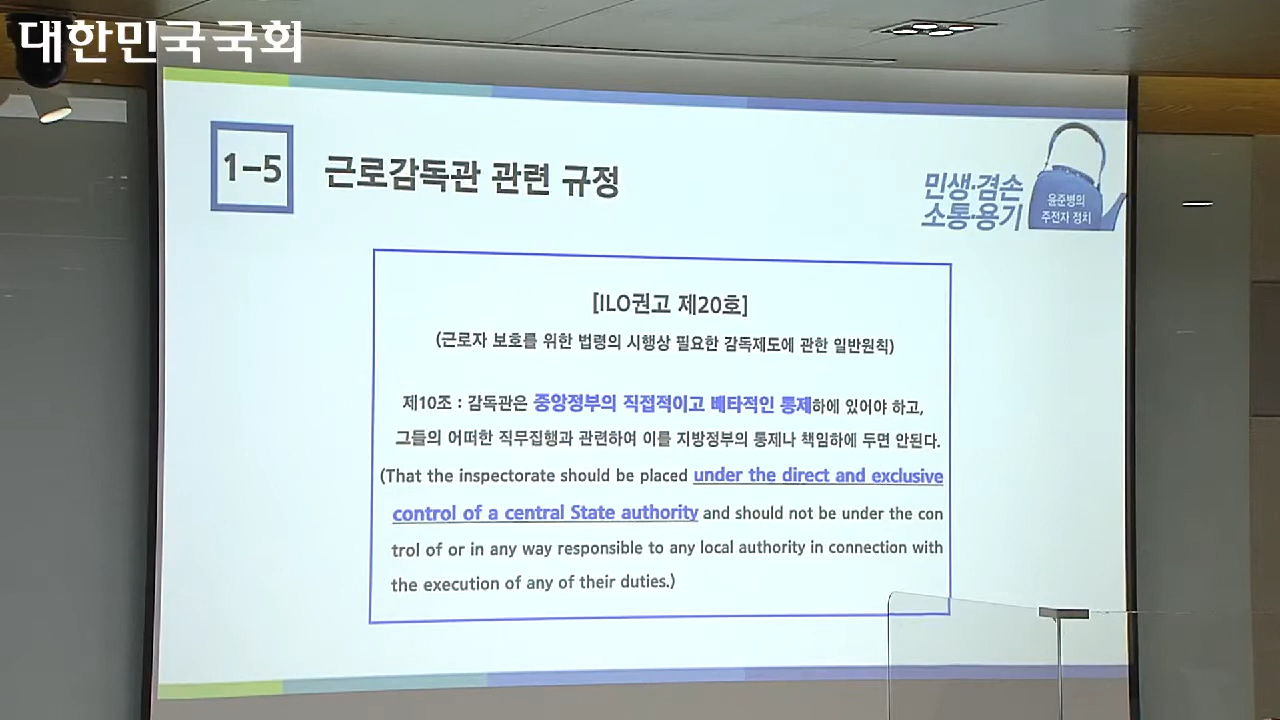 대한민국국회
1-5
근로감독관 관련 규정
민생·겸손
소통·용기
윤준병의
주전자 정치
[ILO권고 제20호]
(근로자 보호를 위한 법령의 시행상 필요한 감독제도에 관한 일반원칙)
제10조 : 감독관은 중앙정부의 직접적이고 배타적인 통제하에 있어야 하고,
그들의 어떠한 직무집행과 관련하여 이를 지방정부의 통제나 책임하에 두면 안된다.
(That the inspectorate should be placed under the direct and exclusive
control of a central State authority and should not be under the con
trol of or in any way responsible to any local authority in connection with
the execution of any of their duties.)